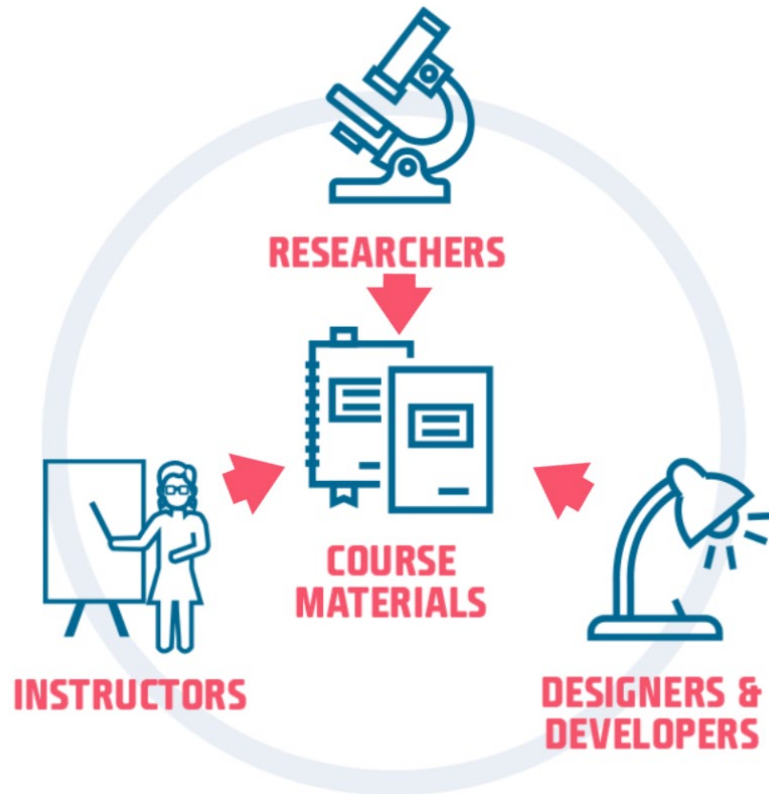 RESEARCHERS
COURSE
MATERIALS
INSTRUCTORS
DESIGNERS &
DEVELOPERS